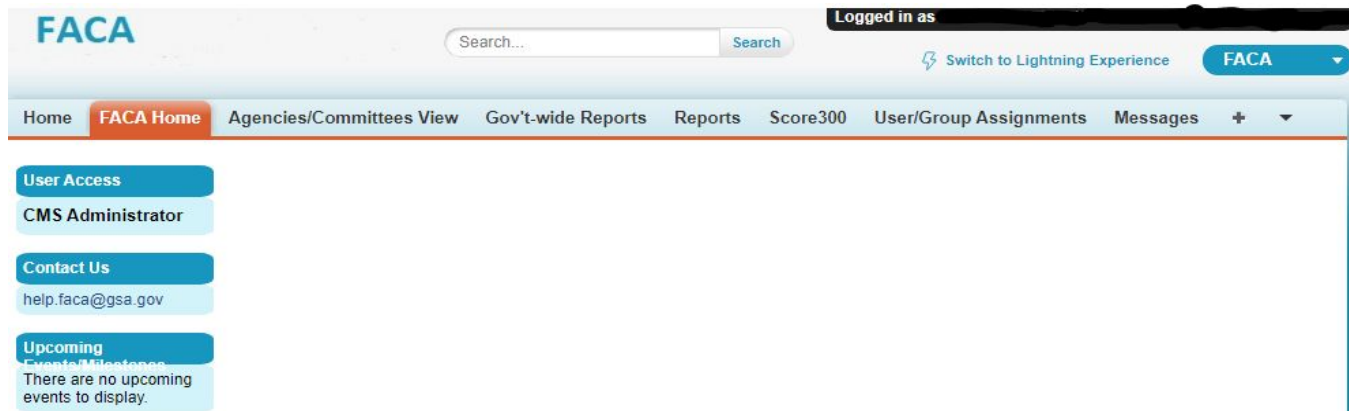 FACA
Search...
Search
Logged in as
Switch to Lightning Experience
FACA
Home FACA Home Agencies/Committees View Gov't-wide Reports Reports Score300 User/Group Assignments Messages +
User Access
CMS Administrator
Contact Us
help.faca@gsa.gov
Upcoming
Events/Milestones
There are no upcoming
events to display.